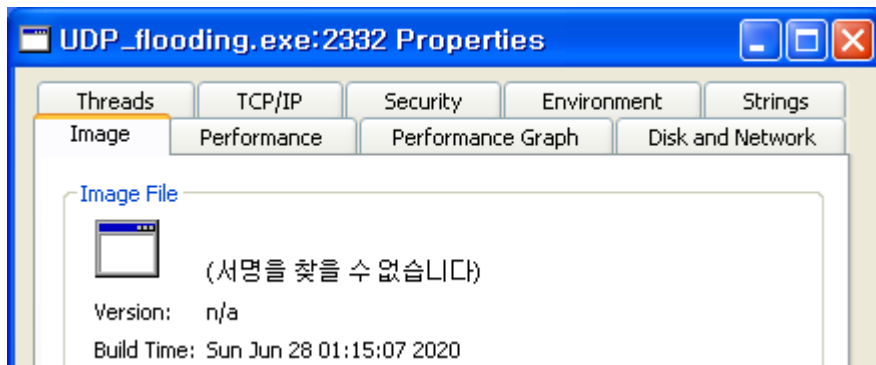 UDP_flooding.exe:2332 Properties
Threads TCP/IP Security Environment Strings
Image Performance Performance Graph Disk and Network
Image File
(서명을 찾을 수 없습니다)
Version: n/a
Build Time: Sun Jun 28 01:15:07 2020